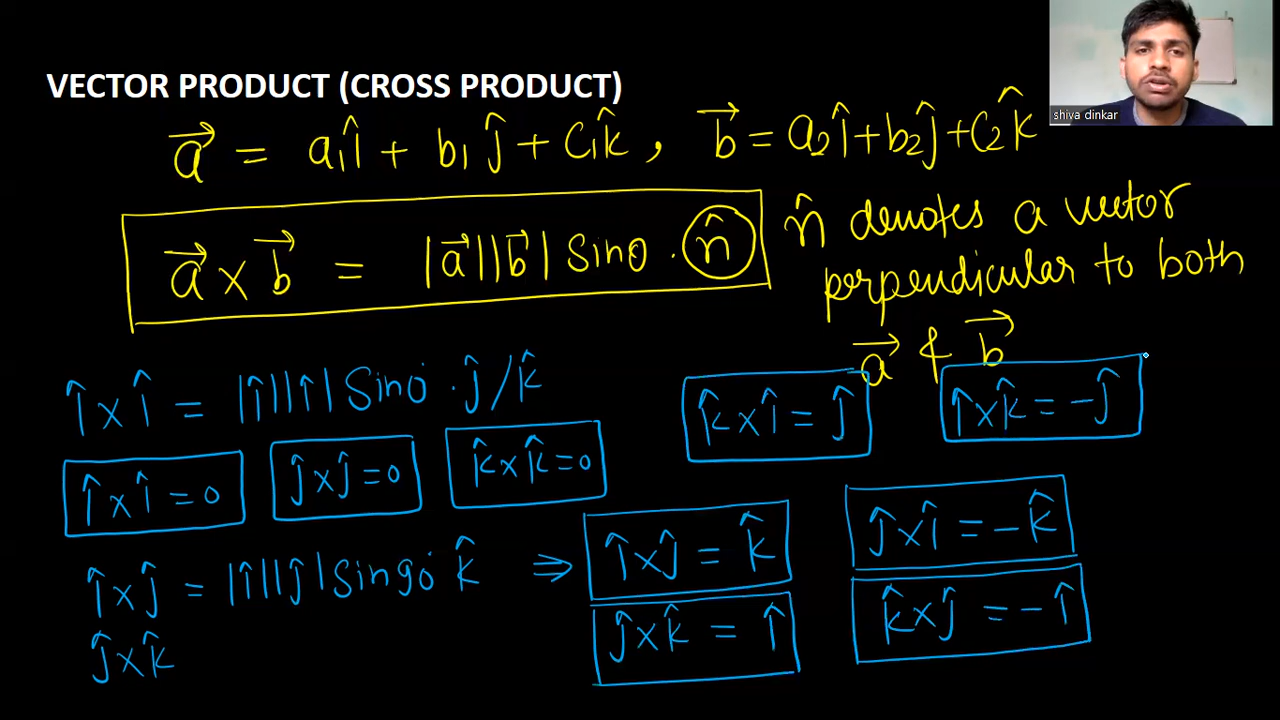 shiva dinkar
VECTOR PRODUCT (CROSS PRODUCT)
a⃗ = a₁î + b₁ĵ + c₁k̂ , b⃗ = a₂î + b₂ĵ + c₂k̂
a⃗ × b⃗ = |a⃗||b⃗| Sinθ . n̂
n̂ denotes a vector
perpendicular to both
a⃗ & b⃗
î × î = |î||î| Sin0° . ĵ / k̂
î × î = 0
ĵ × ĵ = 0
k̂ × k̂ = 0
k̂ × î = ĵ
î × k̂ = -ĵ
î × ĵ = |î||ĵ| Sin90° k̂ ⇒ î × ĵ = k̂
ĵ × î = -k̂
ĵ × k̂
ĵ × k̂ = î
k̂ × ĵ = -î